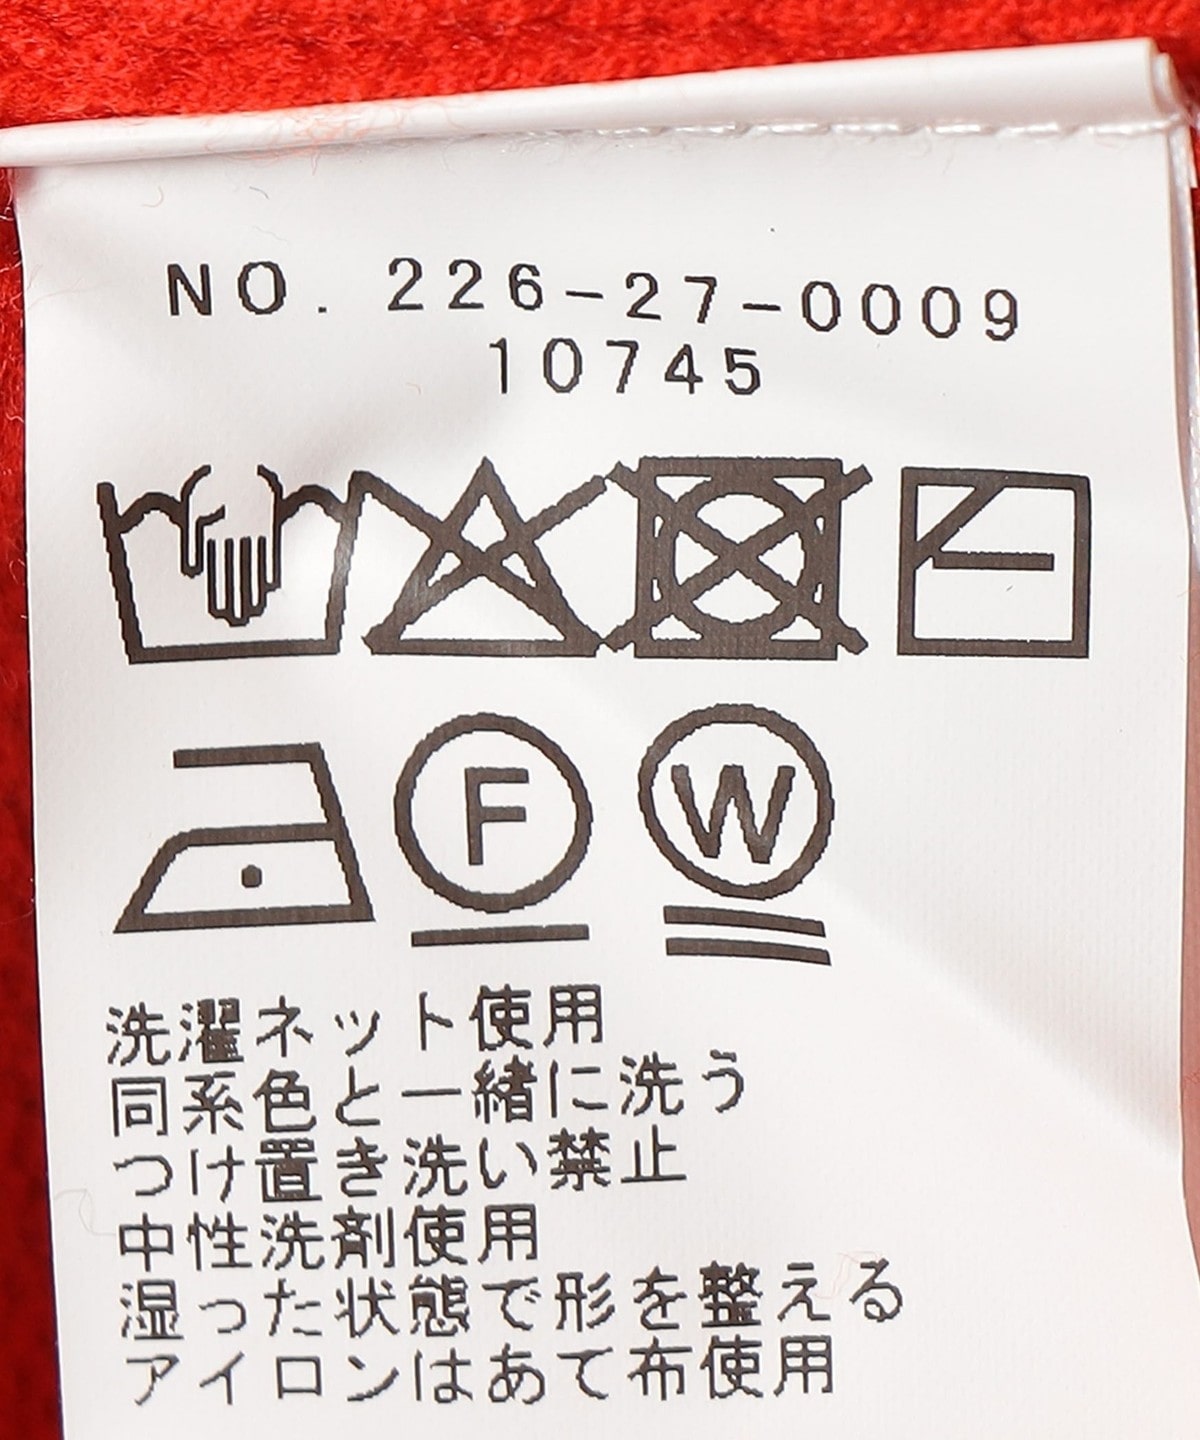 NO. 226-27-0009
10745
F W
洗濯ネット使用
同系色と一緒に洗う
つけ置き洗い禁止
中性洗剤使用
湿った状態で形を整える
アイロンはあて布使用